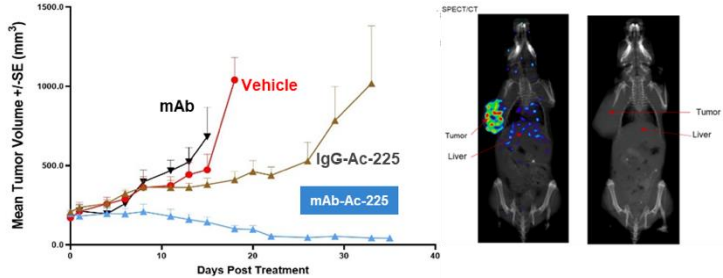 Mean Tumor Volume +/-SE (mm³)
1500.0
1000.0
500.0
0.0
0
10
20
30
40
Days Post Treatment
mAb
Vehicle
IgG-Ac-225
mAb-Ac-225
SPECT/CT
Tumor
Liver
Tumor
Liver